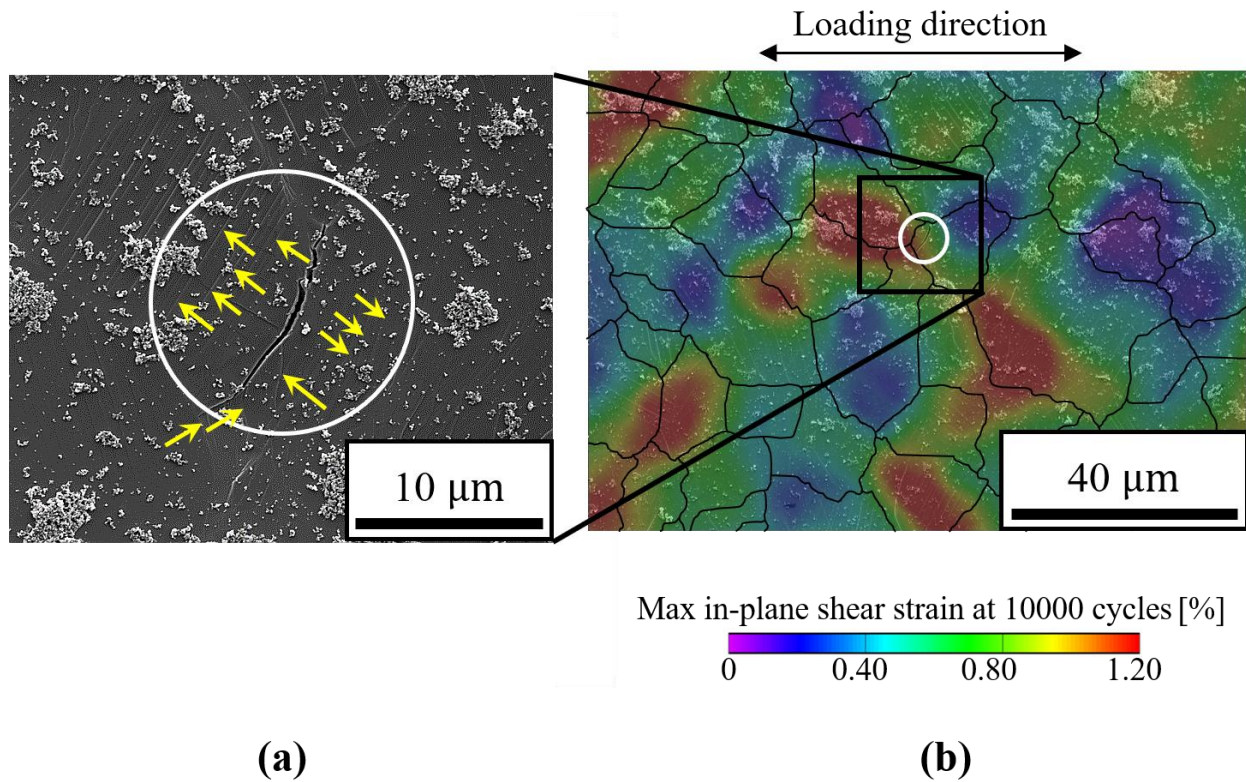 Loading direction
10 μm
40 μm
Max in-plane shear strain at 10000 cycles [%]
0 0.40 0.80 1.20
(a) (b)